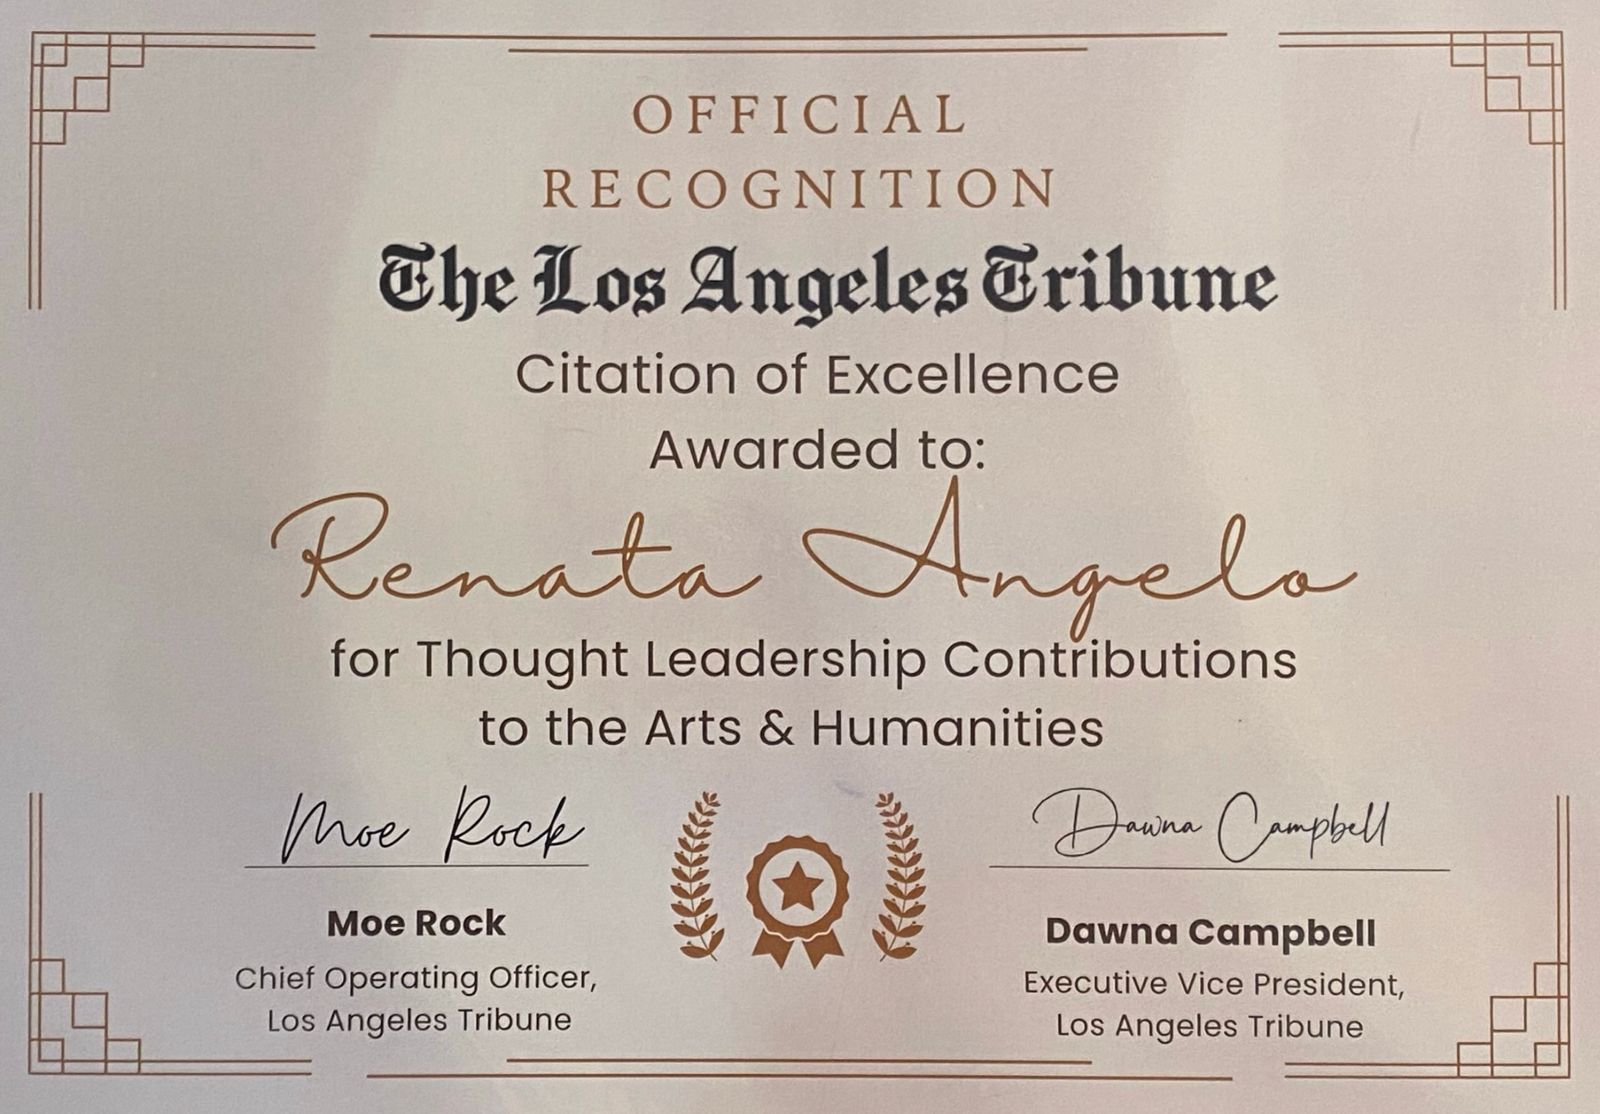 OFFICIAL
RECOGNITION
The Los Angeles Tribune
Citation of Excellence
Awarded to:
Renata Angelo
for Thought Leadership Contributions
to the Arts & Humanities
Moe Rock
Dawna Campbell
Moe Rock
Chief Operating Officer,
Los Angeles Tribune
Dawna Campbell
Executive Vice President,
Los Angeles Tribune